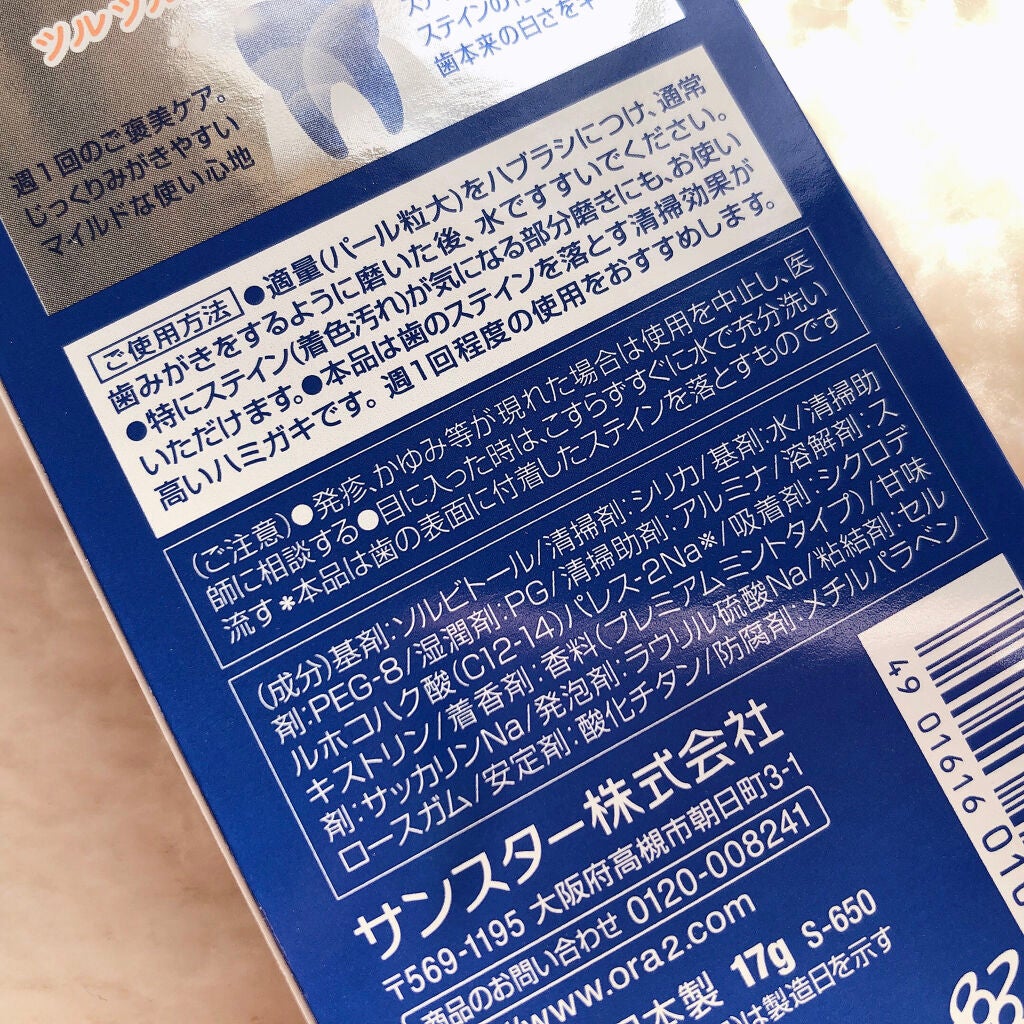 ツルツル
ステインの
歯本来の白さを
週1回のご褒美ケア。
じっくりみがきやすい
マイルドな使い心地
ご使用方法 ●適量(パール粒大)をハブラシにつけ、通常
歯みがきをするように磨いた後、水ですすいでください。
●特にステイン(着色汚れ)が気になる部分磨きにも、お使い
いただけます。●本品は歯のステインを落とす清掃効果が
高いハミガキです。週1回程度の使用をおすすめします。
(ご注意)●発疹、かゆみ等が現れた場合は使用を中止し、医
師に相談する●目に入った時は、こすらずすぐに水で充分洗い
流す *本品は歯の表面に付着したステインを落とすものです
(成分)基剤:ソルビトール/清掃剤:シリカ/基剤:水/清掃助
剤:PEG-8/湿潤剤:PG/清掃助剤:アルミナ/溶解剤:ス
ルホコハク酸(C12-14)パレス-2Na※/吸着剤:シクロデ
キストリン/着香剤:香料(プレミアムミントタイプ)/甘味
剤:サッカリンNa/発泡剤:ラウリル硫酸Na/粘結剤:セル
ロースガム/安定剤:酸化チタン/防腐剤:メチルパラベン
サンスター株式会社
〒569-1195 大阪府高槻市朝日町3-1
商品のお問い合わせ 0120-008241
www.ora2.com
日本製 17g S-650
は製造日を示す
49 01616 010